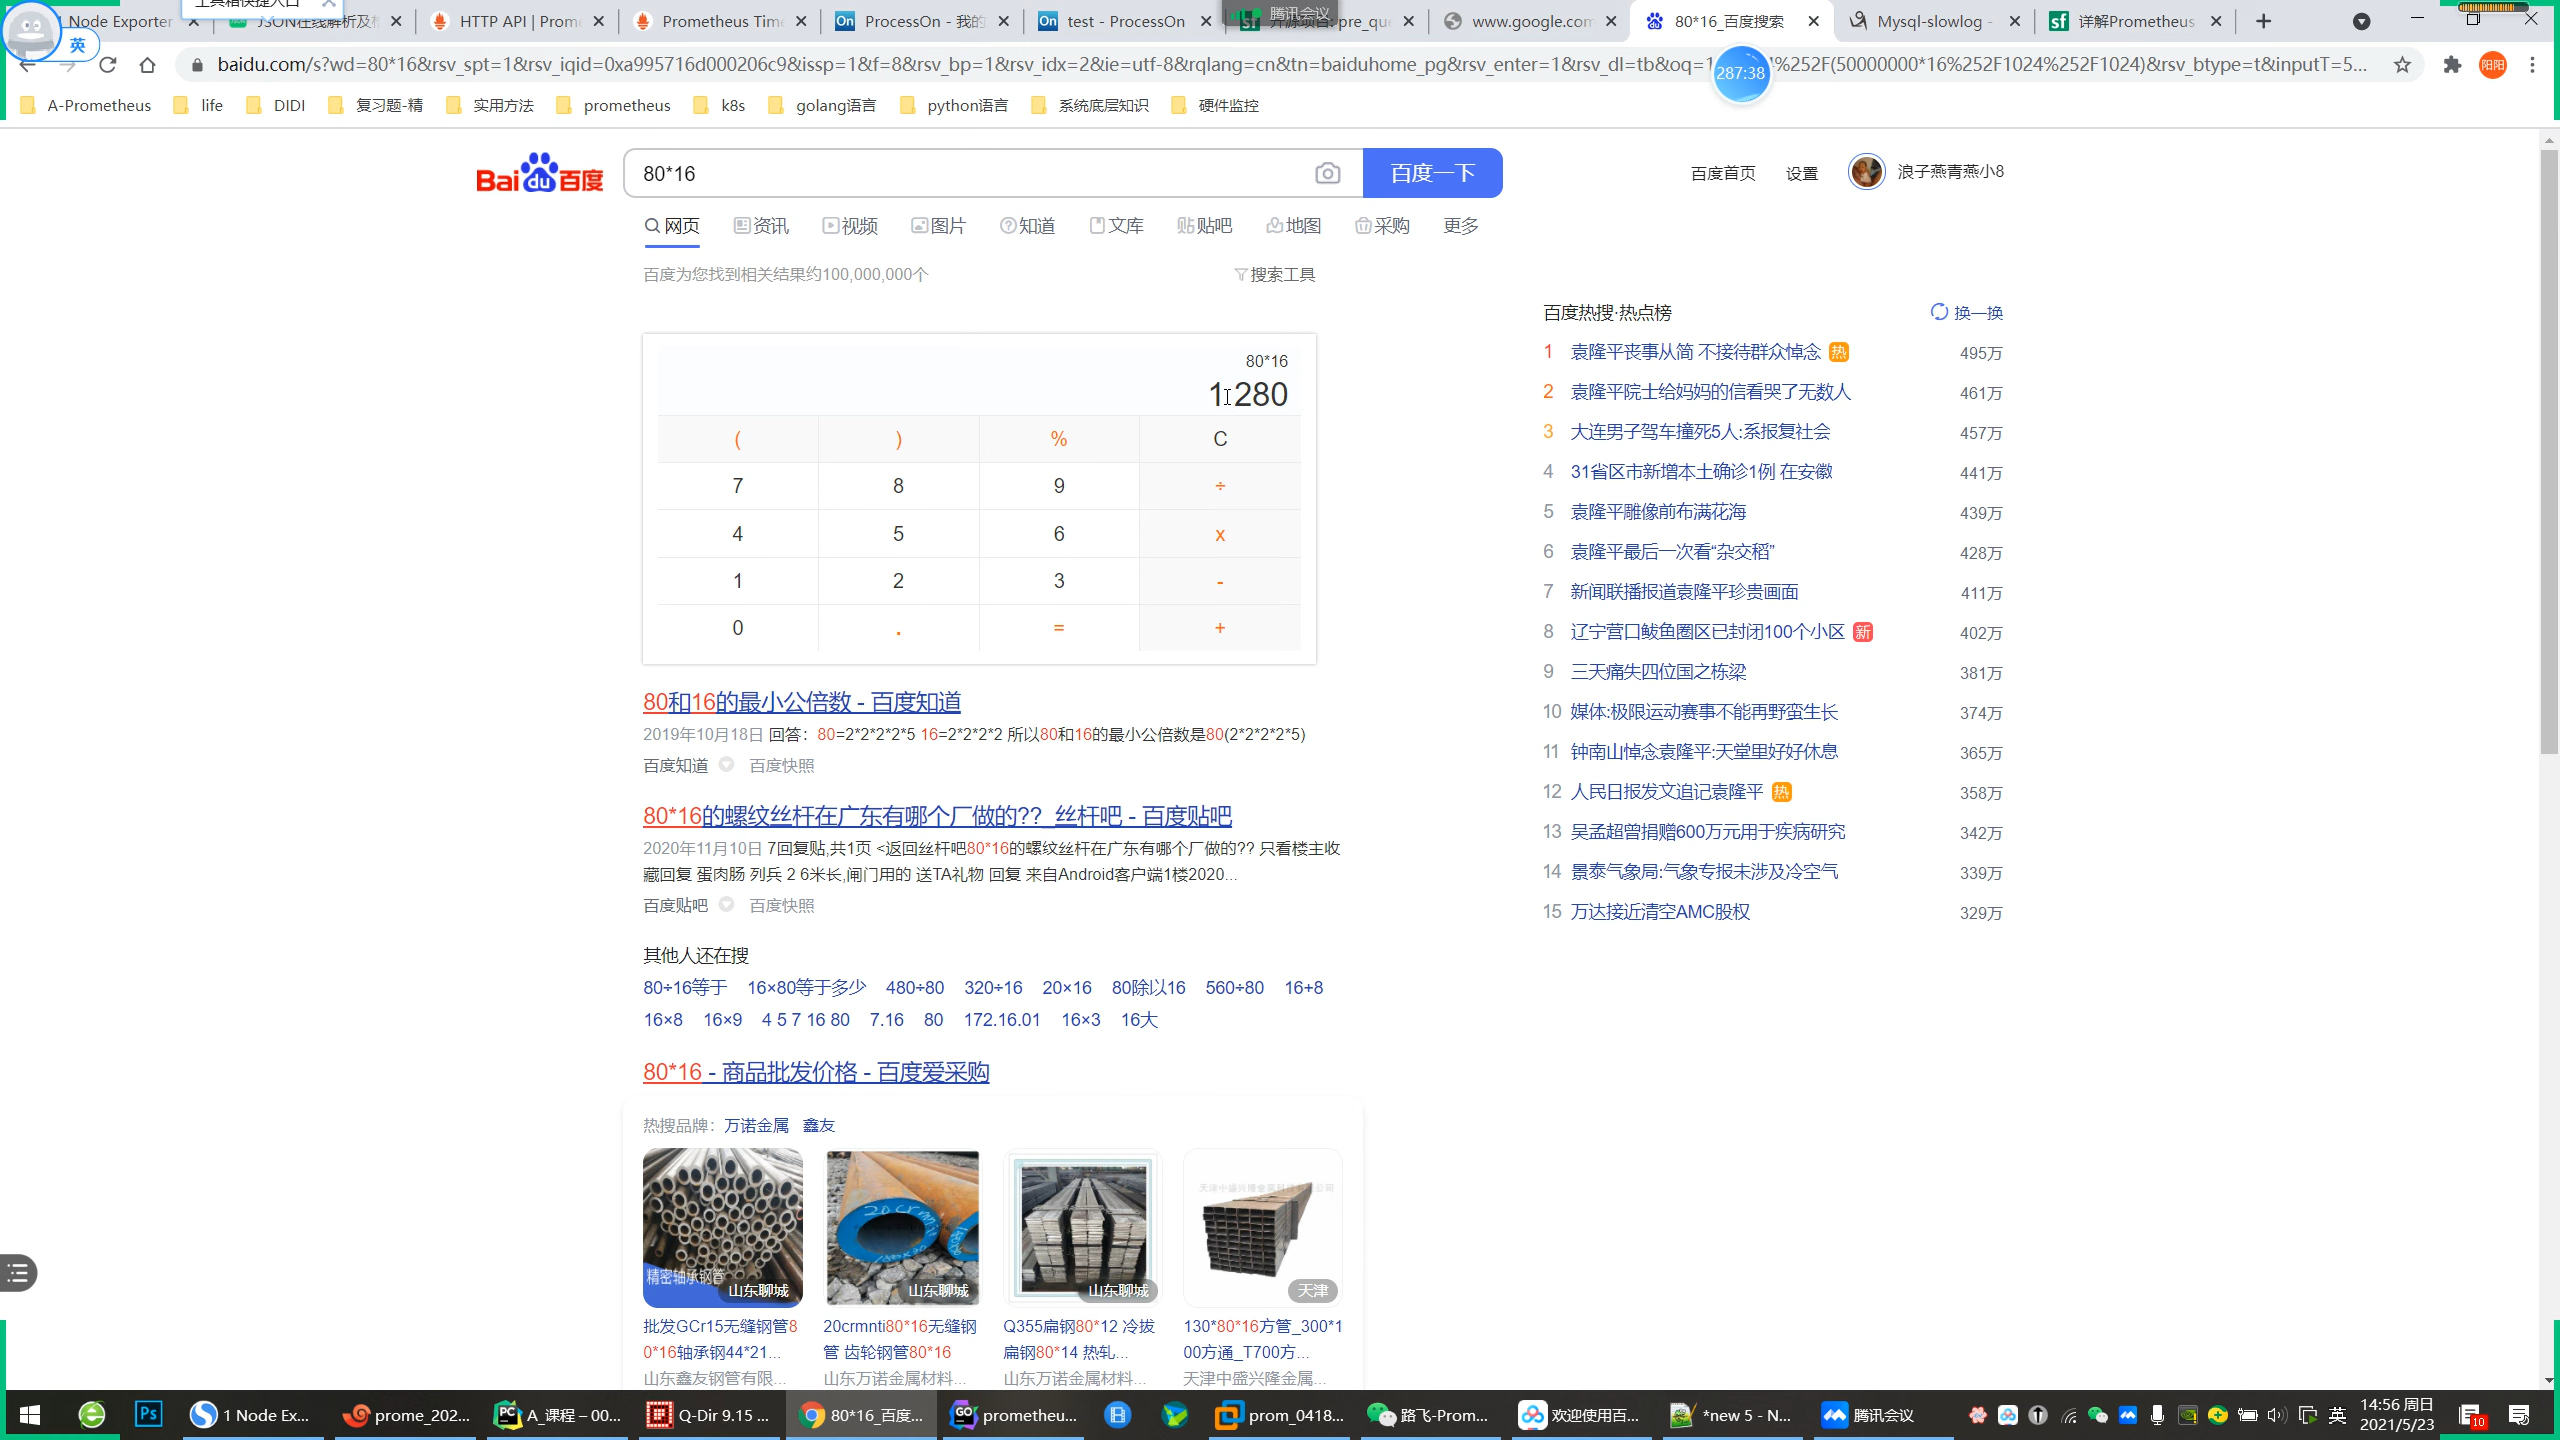 1 Node Exporter
JSON在线解析及格
HTTP API | Prome
Prometheus Time
ProcessOn - 我的
test - ProcessOn
腾讯会议
开源项目: pre_que
www.google.com
80*16_百度搜索
Mysql-slowlog -
详解Prometheus
英
baidu.com/s?wd=80*16&rsv_spt=1&rsv_iqid=0xa995716d000206c9&issp=1&f=8&rsv_bp=1&rsv_idx=2&ie=utf-8&rqlang=cn&tn=baiduhome_pg&rsv_enter=1&rsv_dl=tb&oq=1
4%252F(50000000*16%252F1024%252F1024)&rsv_btype=t&inputT=5...
287:38
阳阳
A-Prometheus life DIDI 复习题-精 实用方法 prometheus k8s golang语言 python语言 系统底层知识 硬件监控
Bai du 百度
80*16
百度一下
百度首页 设置 浪子燕青燕小8
网页 资讯 视频 图片 知道 文库 贴吧 地图 采购 更多
百度为您找到相关结果约100,000,000个
搜索工具
80*16
1280
( ) % C
7 8 9 ÷
4 5 6 x
1 2 3 -
0 . = +
80和16的最小公倍数 - 百度知道
2019年10月18日 回答：80=2*2*2*2*5 16=2*2*2*2 所以80和16的最小公倍数是80(2*2*2*2*5)
百度知道 百度快照
80*16的螺纹丝杆在广东有哪个厂做的??_丝杆吧 - 百度贴吧
2020年11月10日 7回复贴,共1页 <返回丝杆吧80*16的螺纹丝杆在广东有哪个厂做的?? 只看楼主收
藏回复 蛋肉肠 列兵 2 6米长,闸门用的 送TA礼物 回复 来自Android客户端1楼2020...
百度贴吧 百度快照
其他人还在搜
80÷16等于 16×80等于多少 480÷80 320÷16 20×16 80除以16 560÷80 16+8
16×8 16×9 4 5 7 16 80 7.16 80 172.16.01 16×3 16大
80*16 - 商品批发价格 - 百度爱采购
热搜品牌： 万诺金属 鑫友
精密轴承钢管
山东聊城
20crmnti
山东聊城
山东聊城
天津
批发GCr15无缝钢管8
0*16轴承钢44*21...
山东鑫友钢管有限...
20crmnti80*16无缝钢
管 齿轮钢管80*16
山东万诺金属材料...
Q355扁钢80*12 冷拔
扁钢80*14 热轧...
山东万诺金属材料...
130*80*16方管_300*1
00方通_T700方...
天津中盛兴隆金属...
百度热搜·热点榜
换一换
1 袁隆平丧事从简 不接待群众悼念 热 495万
2 袁隆平院士给妈妈的信看哭了无数人 461万
3 大连男子驾车撞死5人:系报复社会 457万
4 31省区市新增本土确诊1例 在安徽 441万
5 袁隆平雕像前布满花海 439万
6 袁隆平最后一次看“杂交稻” 428万
7 新闻联播报道袁隆平珍贵画面 411万
8 辽宁营口鲅鱼圈区已封闭100个小区 新 402万
9 三天痛失四位国之栋梁 381万
10 媒体:极限运动赛事不能再野蛮生长 374万
11 钟南山悼念袁隆平:天堂里好好休息 365万
12 人民日报发文追记袁隆平 热 358万
13 吴孟超曾捐赠600万元用于疾病研究 342万
14 景泰气象局:气象专报未涉及冷空气 339万
15 万达接近清空AMC股权 329万
Ps
1 Node Ex...
prome_202...
A_课程 – 00...
Q-Dir 9.15 ...
80*16_百度...
prometheu...
prom_0418...
路飞-Prom...
欢迎使用百...
*new 5 - N...
腾讯会议
英
14:56 周日
2021/5/23
10